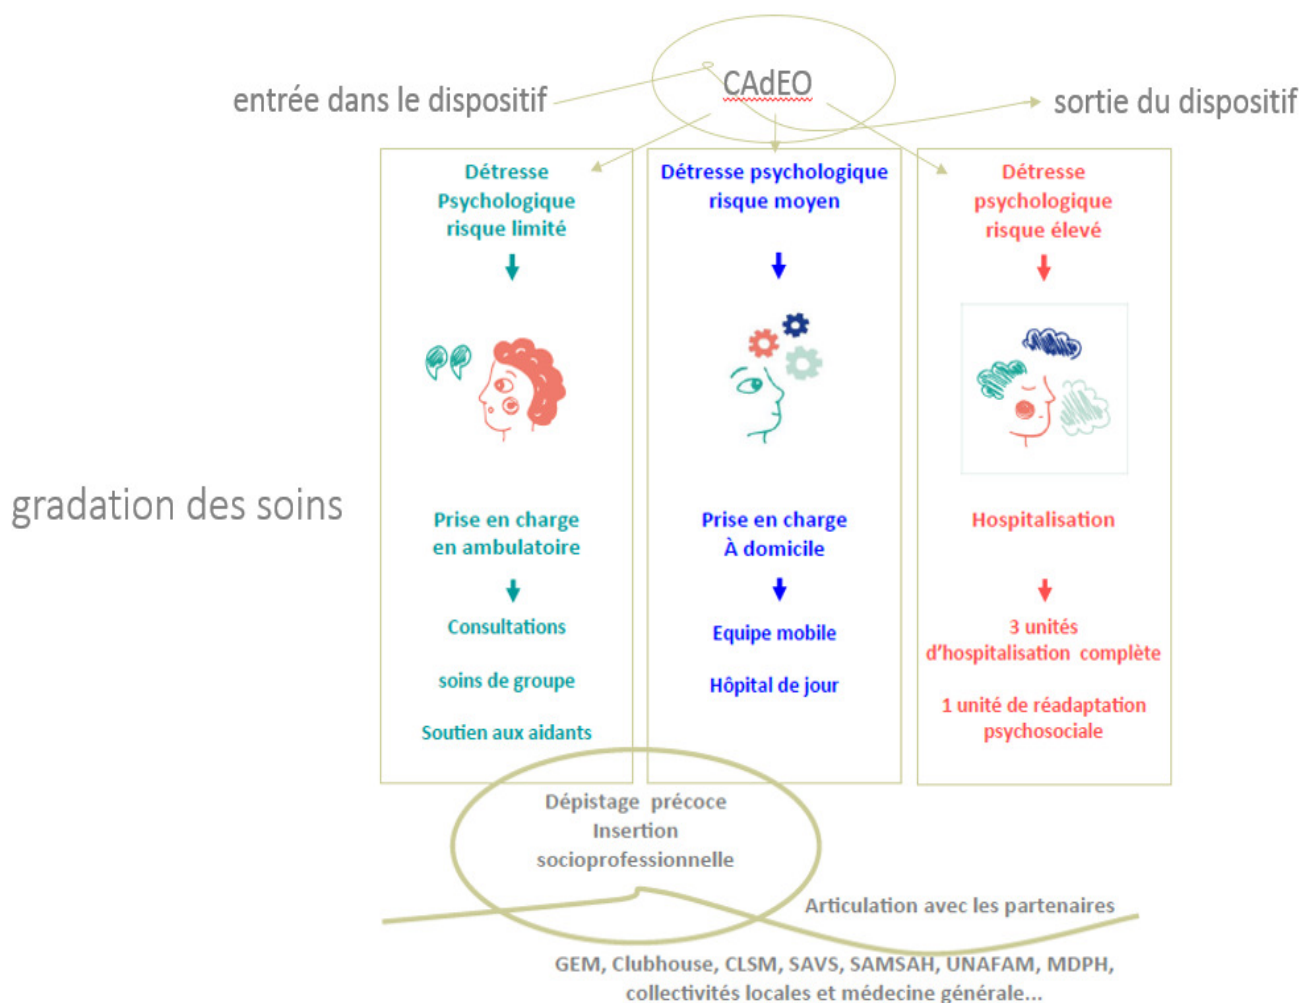 CAdEO
entrée dans le dispositif
sortie du dispositif
Détresse
Psychologique
risque limité
Détresse psychologique
risque moyen
Détresse
psychologique
risque élevé
gradation des soins
Prise en charge
en ambulatoire
Consultations
soins de groupe
Soutien aux aidants
Prise en charge
À domicile
Equipe mobile
Hôpital de jour
Hospitalisation
3 unités
d'hospitalisation complète
1 unité de réadaptation
psychosociale
Dépistage précoce
Insertion
socioprofessionnelle
Articulation avec les partenaires
GEM, Clubhouse, CLSM, SAVS, SAMSAH, UNAFAM, MDPH,
collectivités locales et médecine générale...